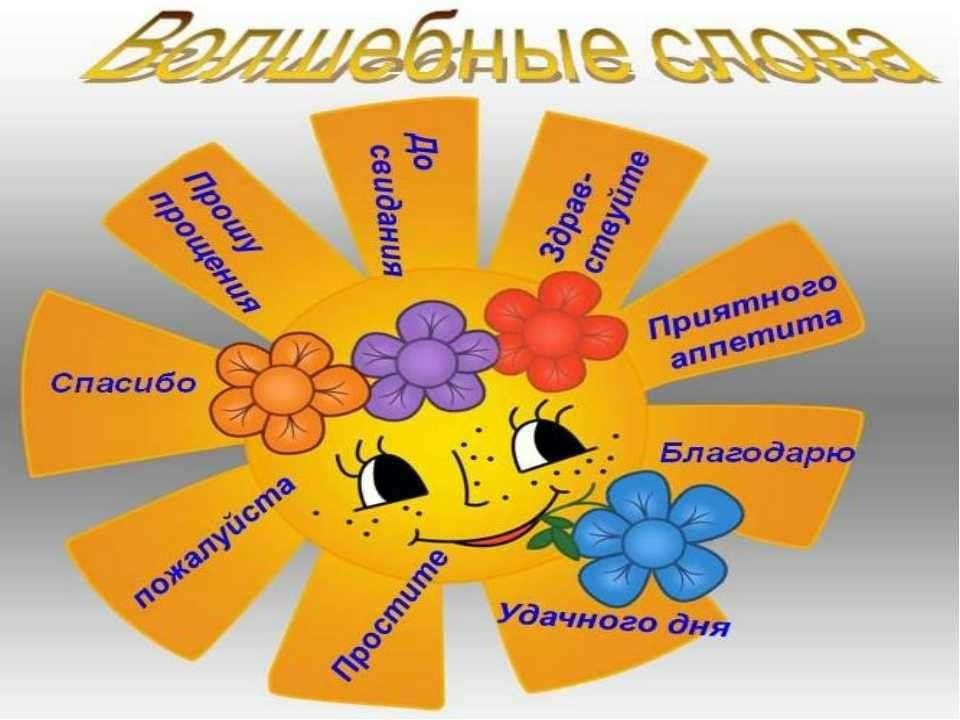 Волшебные слова
До
свидания
Здрав-
ствуйте
Прошу
прощения
Приятного
аппетита
Спасибо
Благодарю
пожалуйста
Простите
Удачного дня